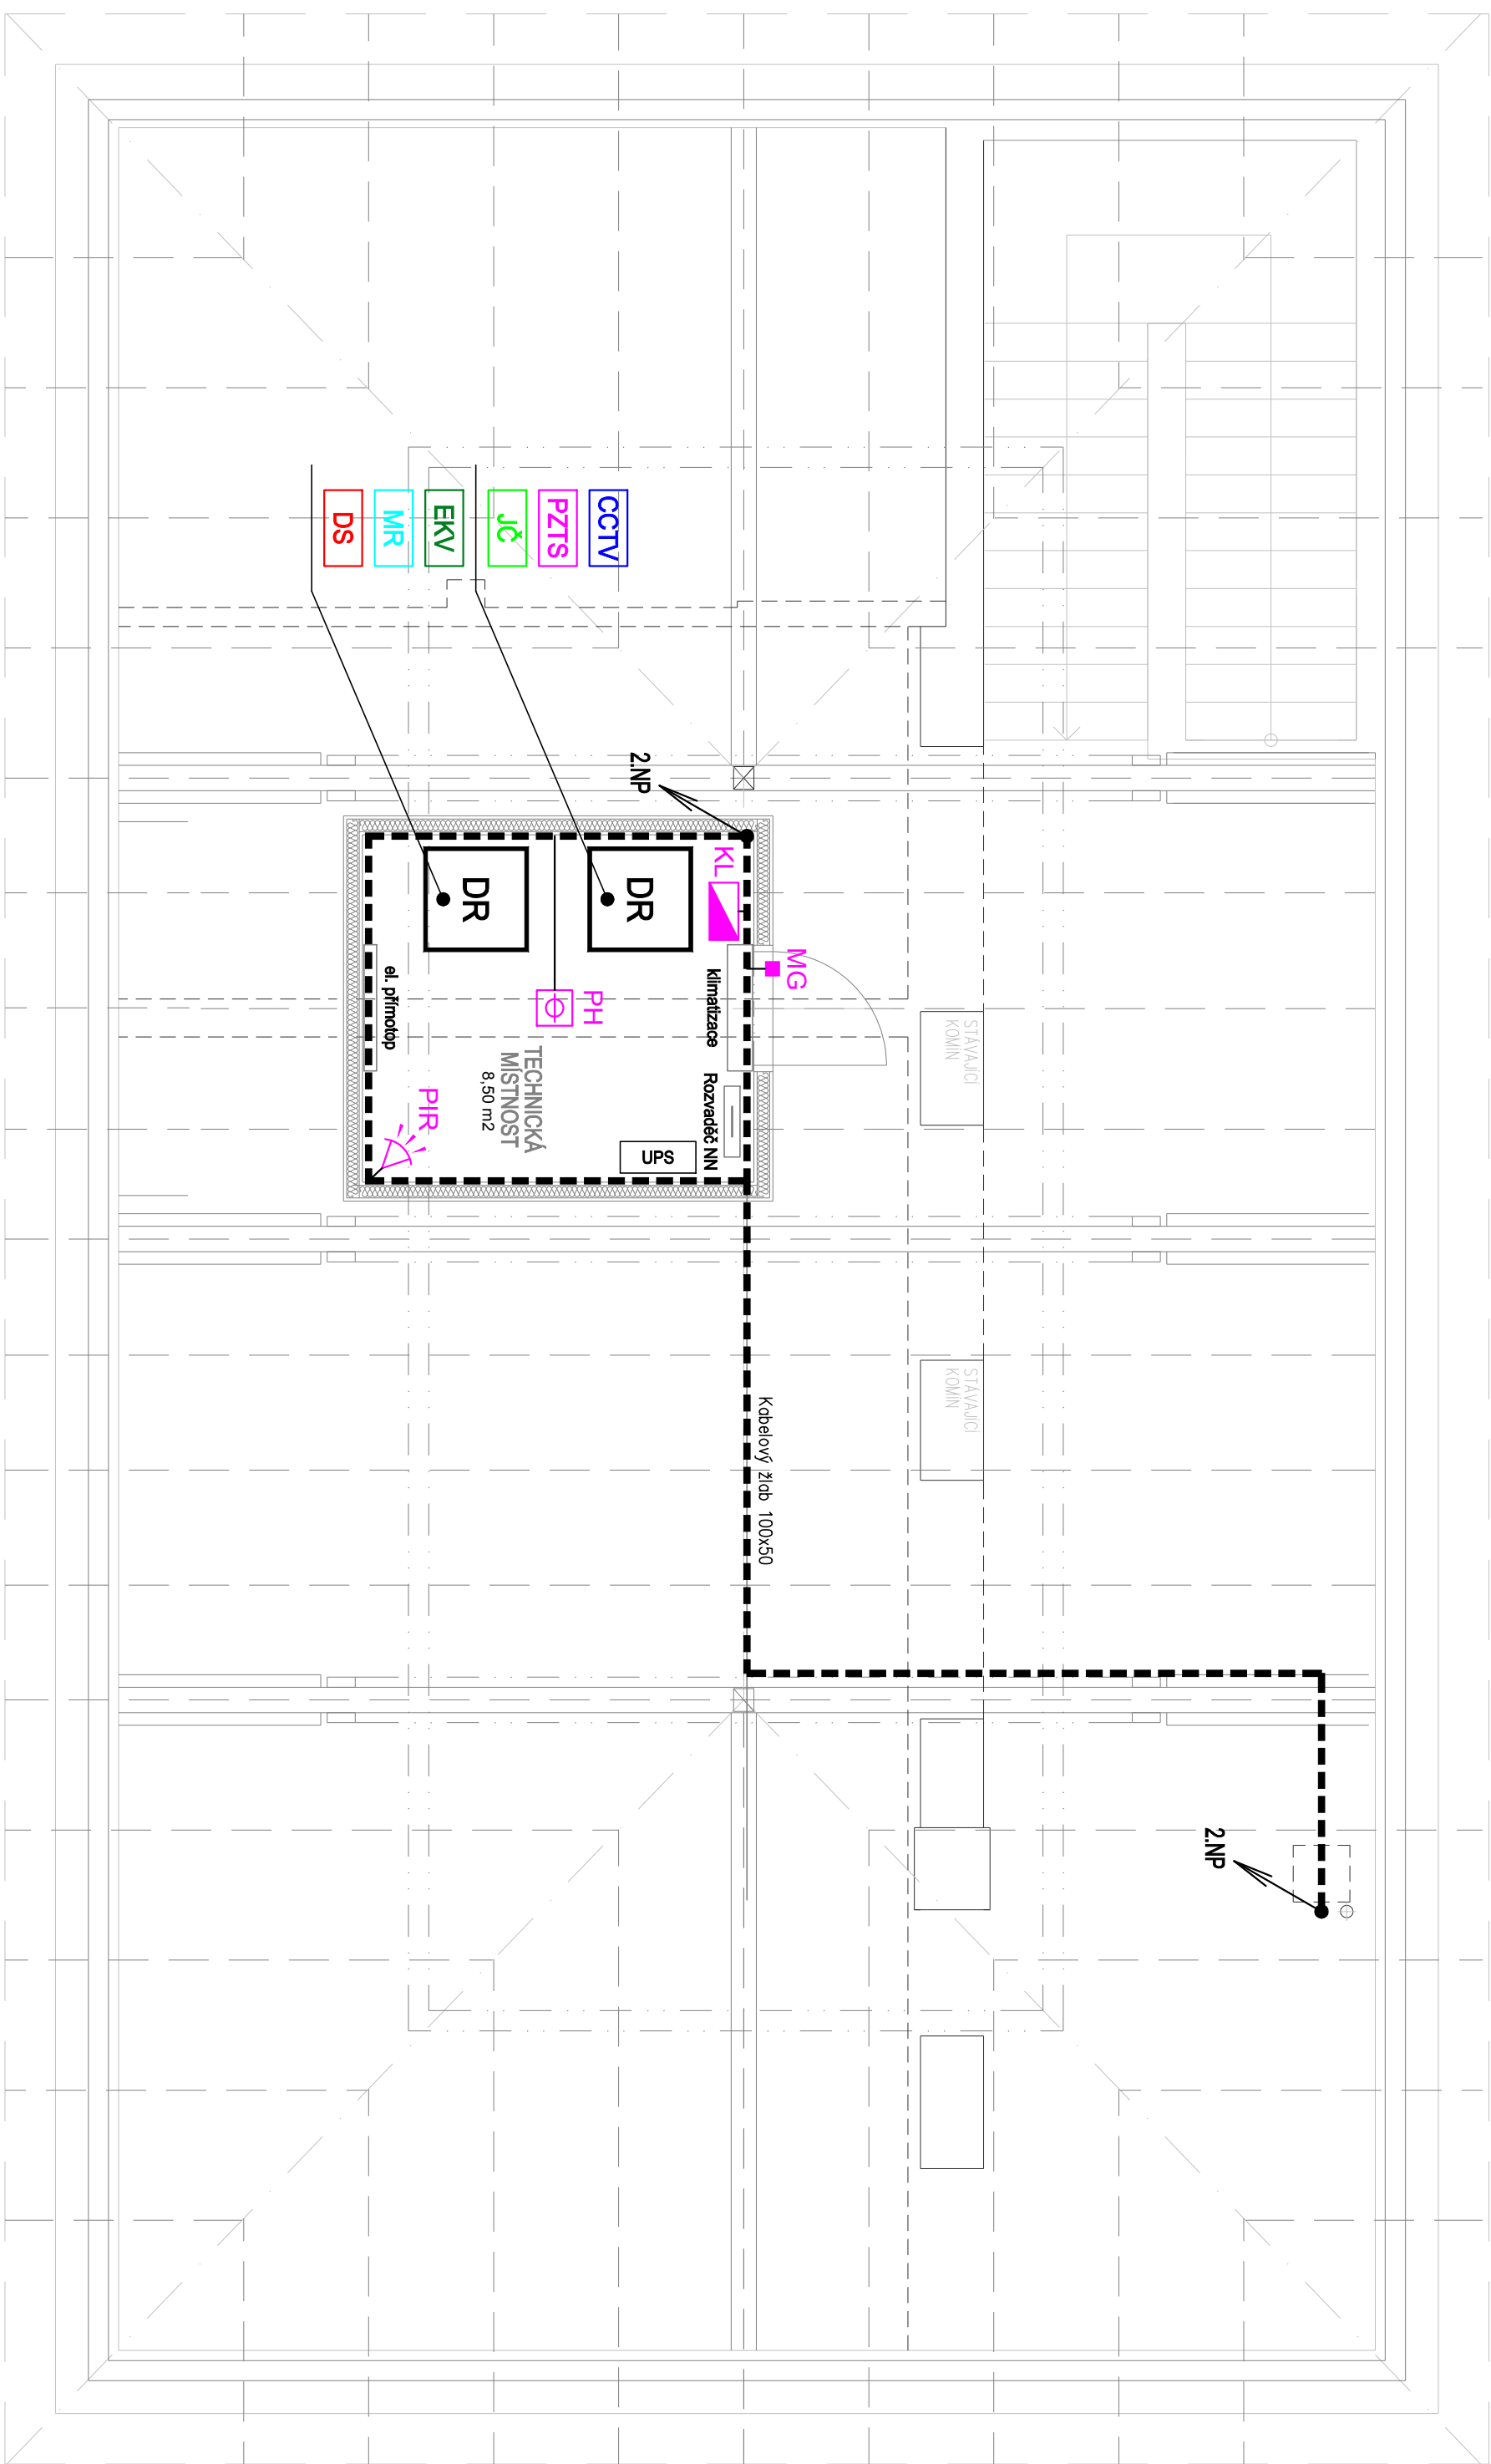 CCTV
PZTS
JČ
EKV
MR
DS
2.NP
KL
DR
DR
MG
PH
klimatizace
el. přímotop
STÁVAJÍCÍ
KOMÍN
TECHNICKÁ
MÍSTNOST
8,50 m2
Rozvaděč NN
PIR
UPS
STÁVAJÍCÍ
KOMÍN
Kabelový žlab 100x50
2.NP